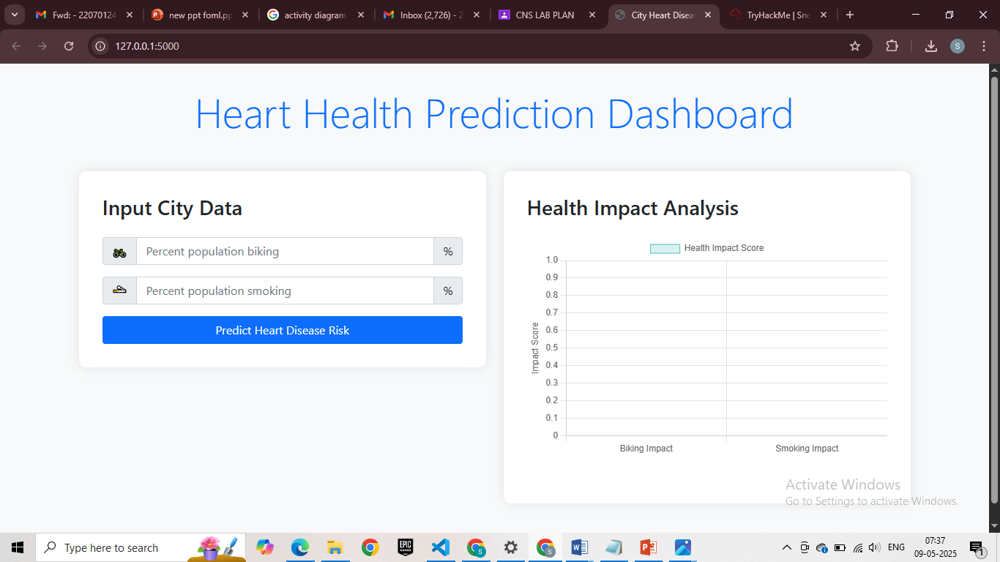 Fwd: - 22070124
new ppt foml.pp
activity diagram
Inbox (2,726) - 2
CNS LAB PLAN
City Heart Disea
TryHackMe | Sno
127.0.0.1:5000
S
Heart Health Prediction Dashboard
Input City Data
Percent population biking %
Percent population smoking %
Predict Heart Disease Risk
Health Impact Analysis
Health Impact Score
1.0
0.9
0.8
0.7
0.6
0.5
0.4
0.3
0.2
0.1
0
Impact Score
Biking Impact Smoking Impact
Activate Windows
Go to Settings to activate Windows.
Type here to search
EPIC GAMES
ENG
07:37
09-05-2025
1